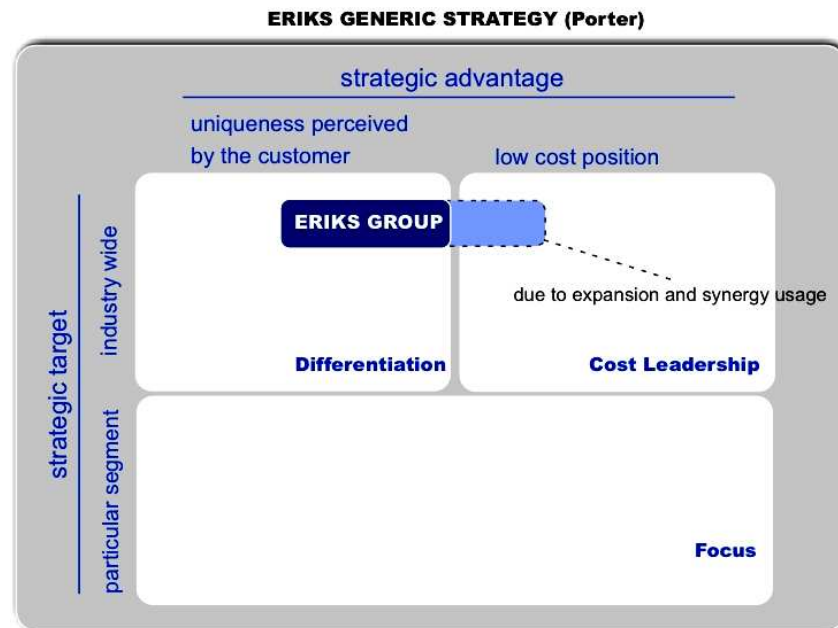 ERIKS GENERIC STRATEGY (Porter)
strategic advantage
uniqueness perceived
by the customer
low cost position
strategic target
industry wide
ERIKS GROUP
due to expansion and synergy usage
Differentiation
Cost Leadership
particular segment
Focus